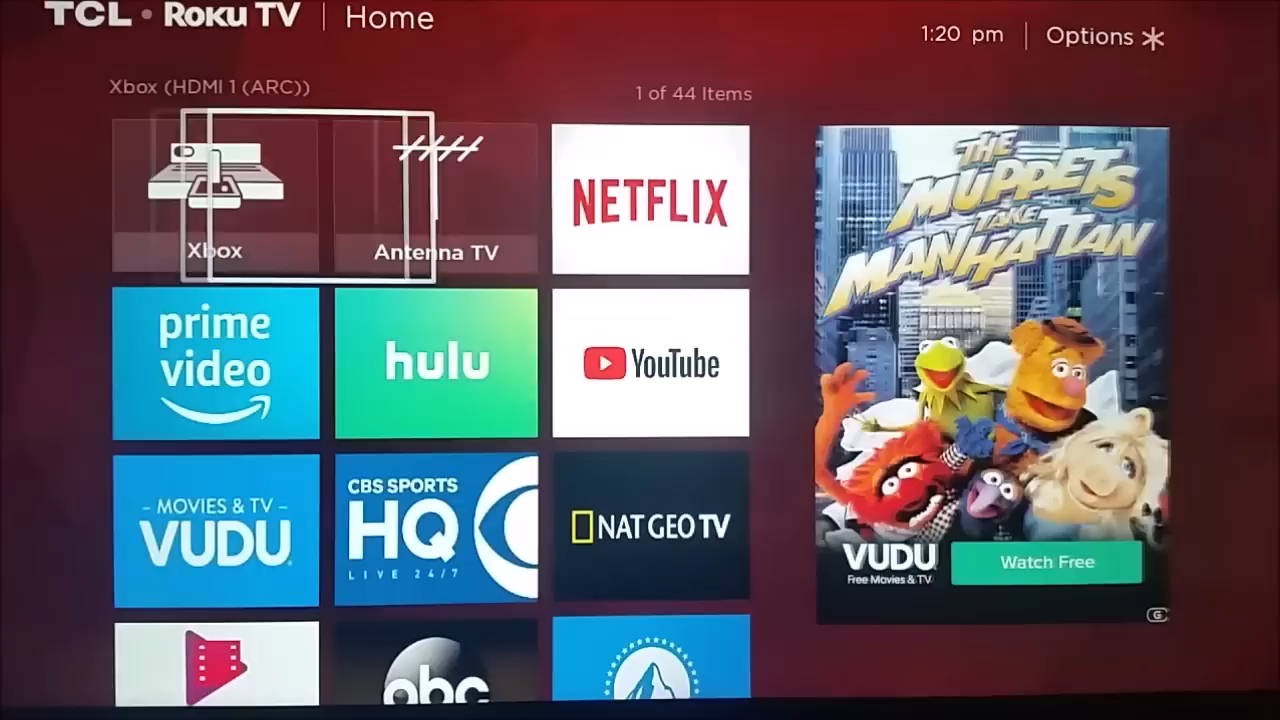 TCL • Roku TV | Home
1:20 pm | Options
Xbox (HDMI 1 (ARC))
1 of 44 Items
Xbox
Antenna TV
NETFLIX
prime video
hulu
YouTube
– MOVIES & TV –
VUDU
CBS SPORTS
HQ
LIVE 24/7
NAT GEO TV
abc
THE
MUPPETS
TAKE
MANHATTAN
VUDU
Free Movies & TV
Watch Free
G